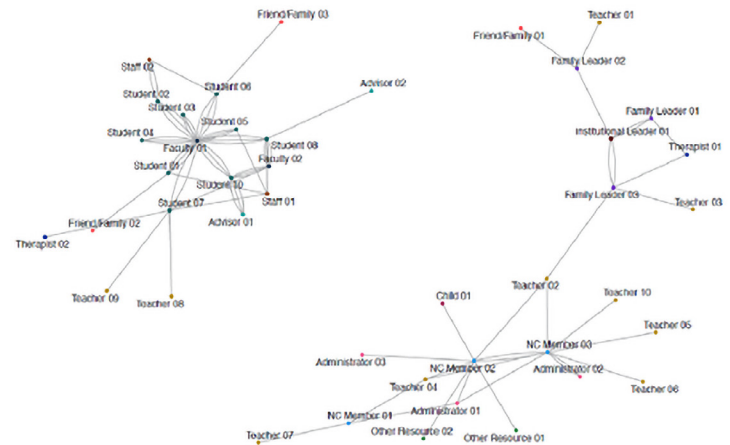 Friend/Family 03
Teacher 01
Friend/Family 01
Family Leader 02
Staff 02
Advisor 02
Student 06
Student 02
Student 03
Family Leader 01
Student 05
Student 04
Institutional Leader 01
Student 08
Faculty 01
Therapist 01
Faculty 02
Student 01
Student 10
Family Leader 03
Staff 01
Student 07
Teacher 03
Friend/Family 02
Advisor 01
Therapist 02
Teacher 02
Teacher 09
Teacher 08
Child 01
Teacher 10
Teacher 05
NC Member 03
Administrator 03
NC Member 02
Administrator 02
Teacher 04
Teacher 06
Administrator 01
NC Member 01
Other Resource 02
Teacher 07
Other Resource 01